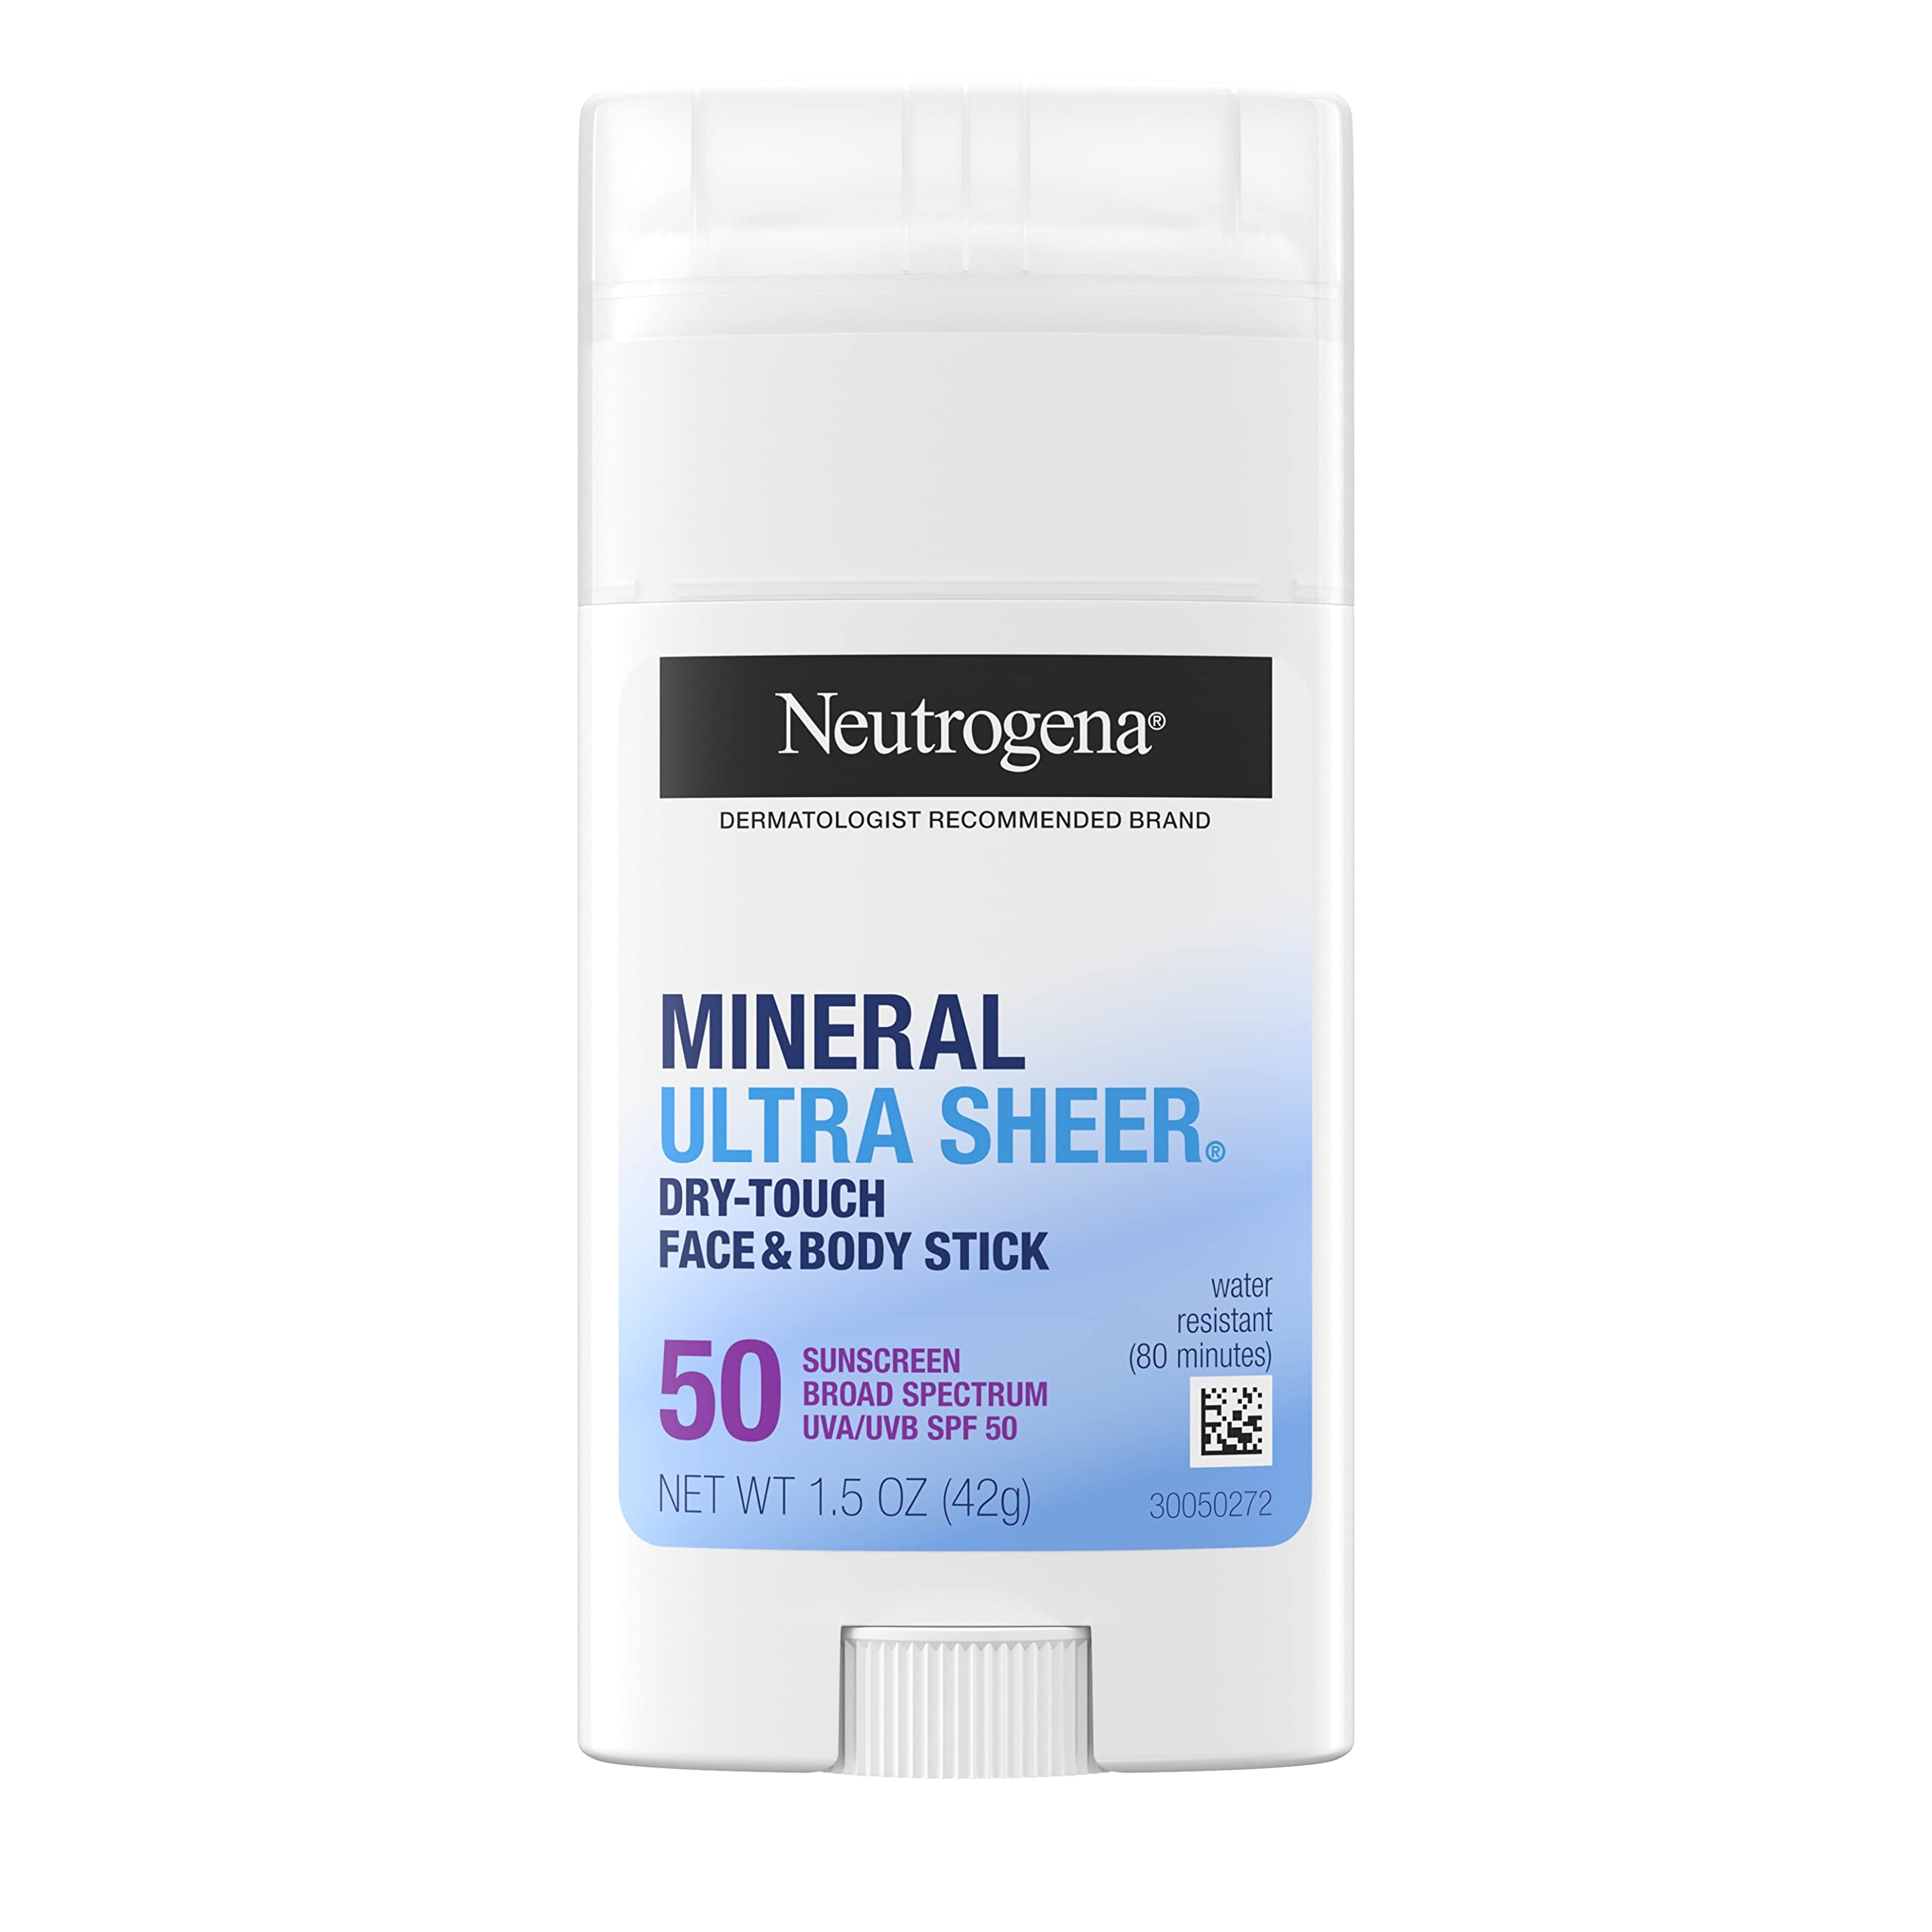 Neutrogena®
DERMATOLOGIST RECOMMENDED BRAND
MINERAL
ULTRA SHEER®
DRY-TOUCH
FACE & BODY STICK
water
resistant
(80 minutes)
50
SUNSCREEN
BROAD SPECTRUM
UVA/UVB SPF 50
NET WT 1.5 OZ (42g)
30050272